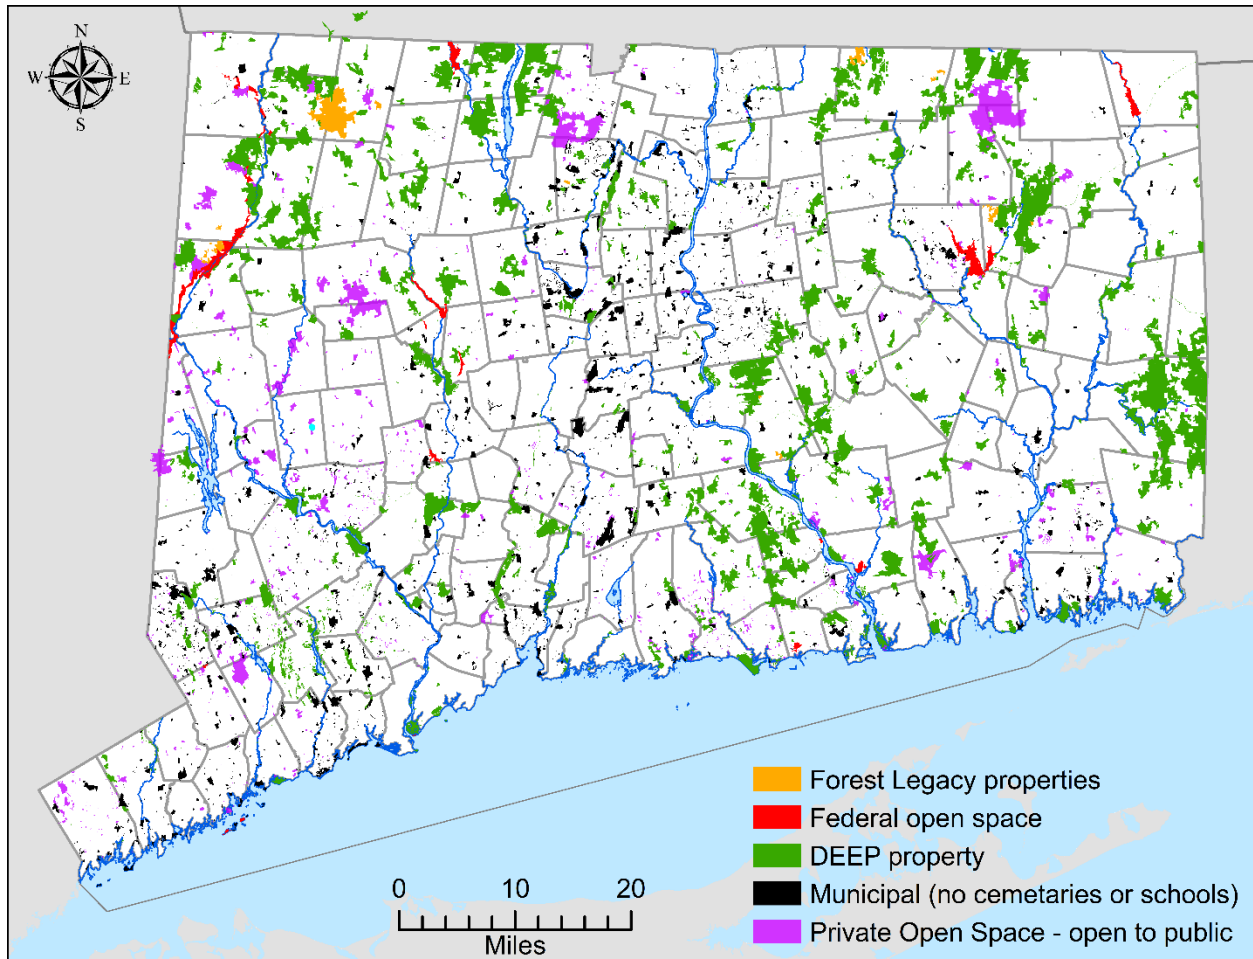 N
W E
S
Forest Legacy properties
Federal open space
DEEP property
Municipal (no cemetaries or schools)
Private Open Space - open to public
0 10 20
Miles